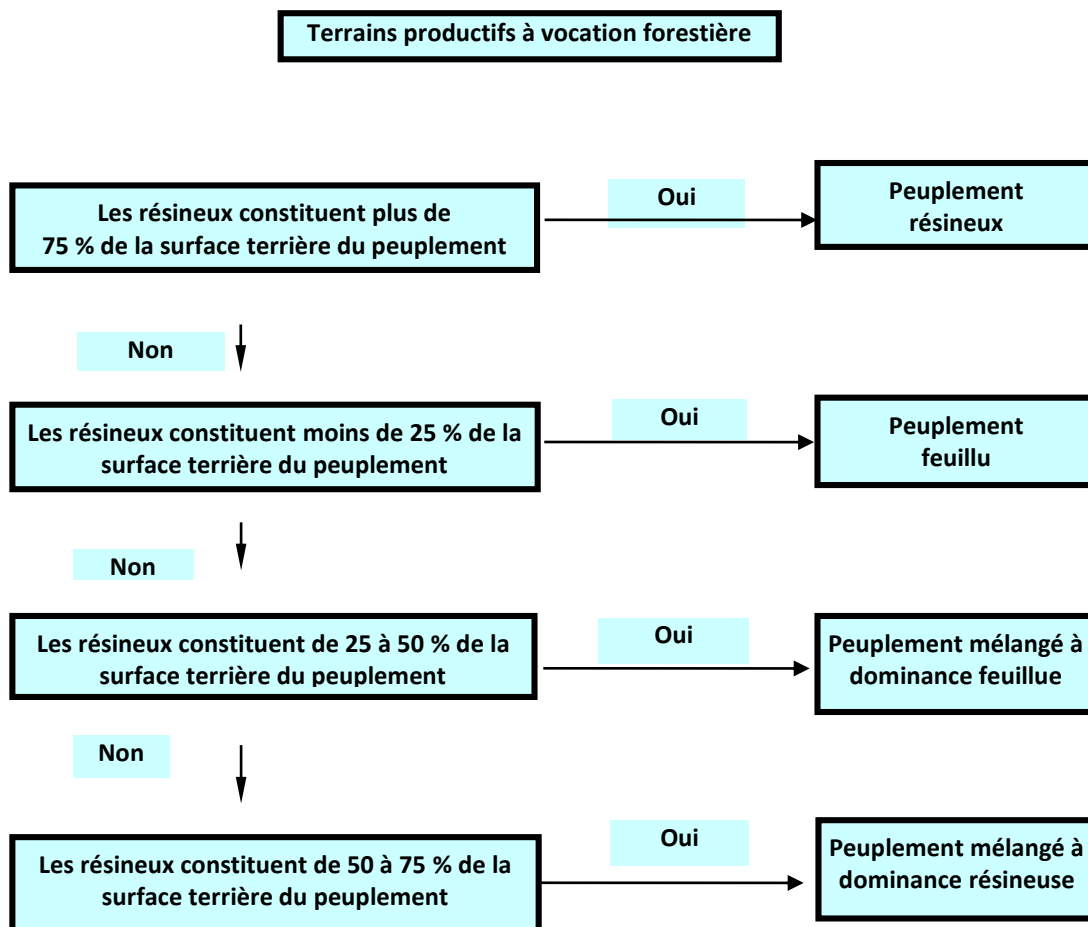 Terrains productifs à vocation forestière
Les résineux constituent plus de
75 % de la surface terrière du peuplement
Oui
Peuplement
résineux
Non
Les résineux constituent moins de 25 % de la
surface terrière du peuplement
Oui
Peuplement
feuillu
Non
Les résineux constituent de 25 à 50 % de la
surface terrière du peuplement
Oui
Peuplement mélangé à
dominance feuillue
Non
Les résineux constituent de 50 à 75 % de la
surface terrière du peuplement
Oui
Peuplement mélangé à
dominance résineuse